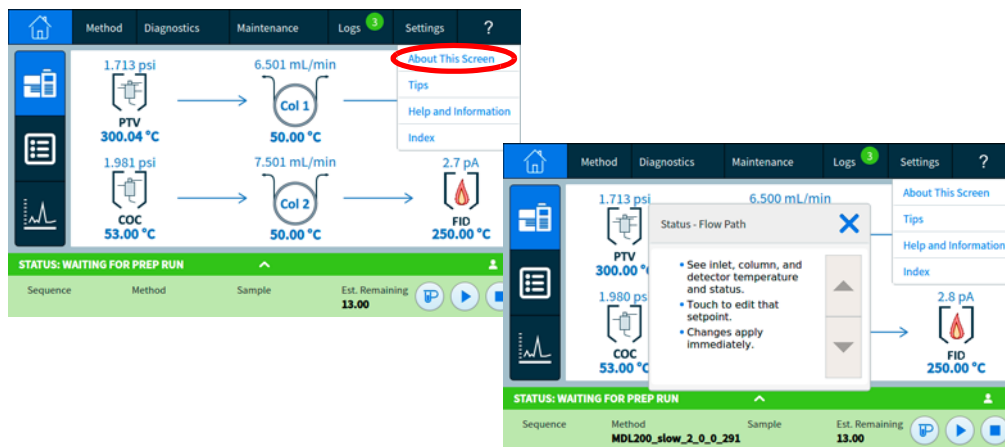 Method Diagnostics Maintenance Logs 3 Settings ?
About This Screen
Tips
Help and Information
Index
1.713 psi 6.501 mL/min
Col 1
PTV
300.04 °C 50.00 °C
1.981 psi 7.501 mL/min 2.7 pA
Col 2
COC FID
53.00 °C 50.00 °C 250.00 °C
STATUS: WAITING FOR PREP RUN
Sequence Method Sample Est. Remaining
13.00
Method Diagnostics Maintenance Logs 3 Settings ?
About This Screen
Tips
Help and Information
Index
1.713 psi 6.500 mL/min
Status - Flow Path
• See inlet, column, and
detector temperature
and status.
• Touch to edit that
setpoint.
• Changes apply
immediately.
PTV
300.00 °
1.980 ps 2.8 pA
COC FID
53.00 °C 250.00 °C
STATUS: WAITING FOR PREP RUN
Sequence Method Sample Est. Remaining
MDL200_slow_2_0_0_291 13.00